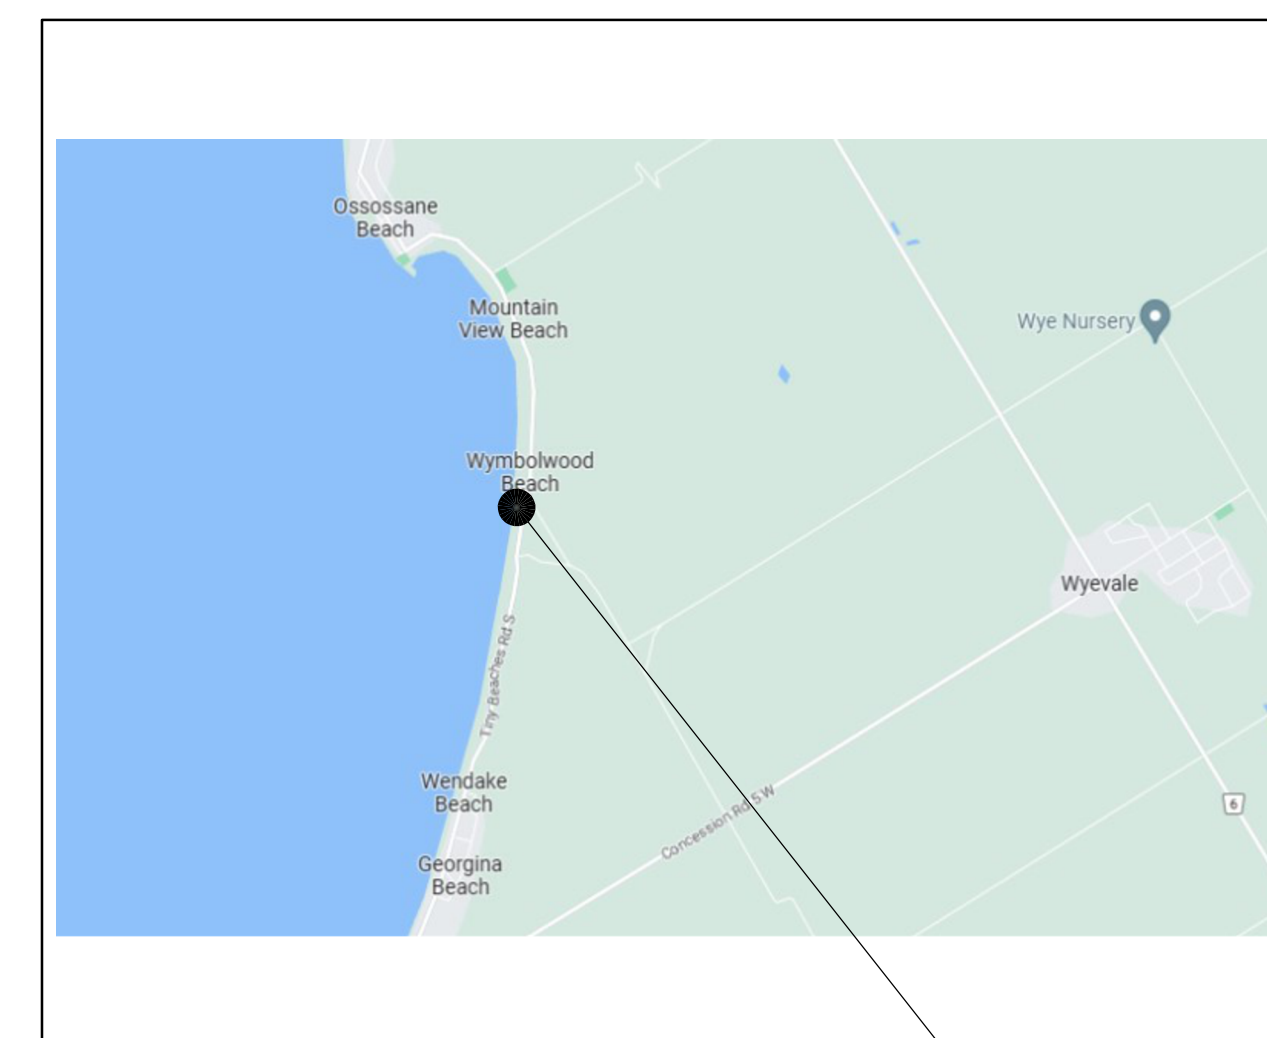 Ossossane
Beach
Mountain
View Beach
Wye Nursery
Wymbolwood
Beach
Wyevale
Tiny Beaches Rd S
Wendake
Beach
Concession Rd 5 W
6
Georgina
Beach